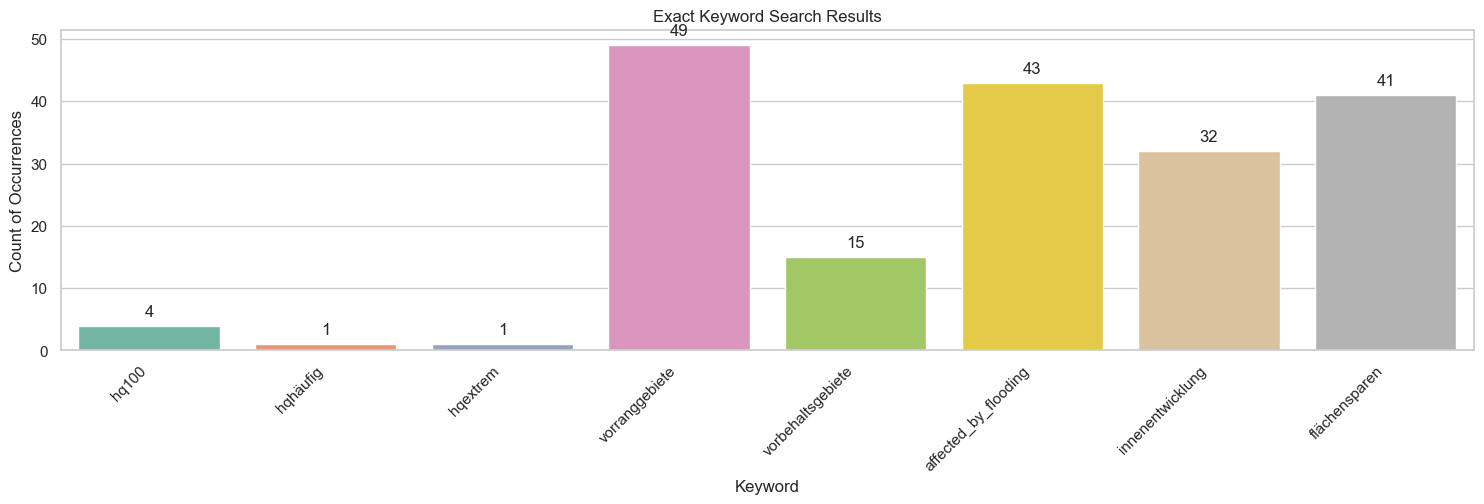 Exact Keyword Search Results
Count of Occurrences
50
40
30
20
10
0
4
1
1
49
15
43
32
41
hq100
hqhäufig
hqextrem
vorranggebiete
vorbehaltsgebiete
affected_by_flooding
innenentwicklung
flächensparen
Keyword